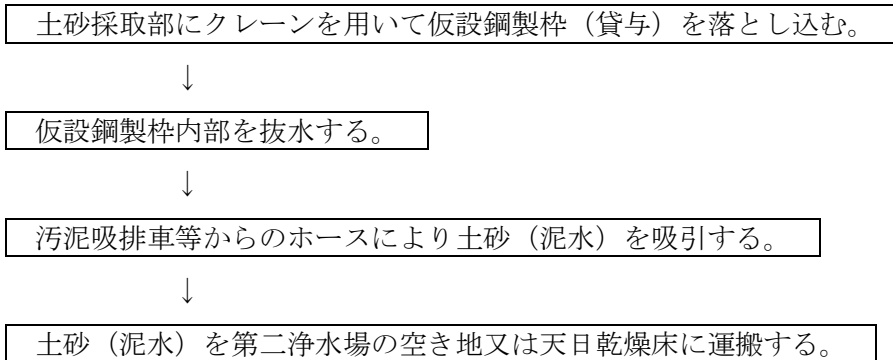 土砂採取部にクレーンを用いて仮設鋼製枠（貸与）を落とし込む。
↓
仮設鋼製枠内部を抜水する。
↓
汚泥吸排車等からのホースにより土砂（泥水）を吸引する。
↓
土砂（泥水）を第二浄水場の空き地又は天日乾燥床に運搬する。